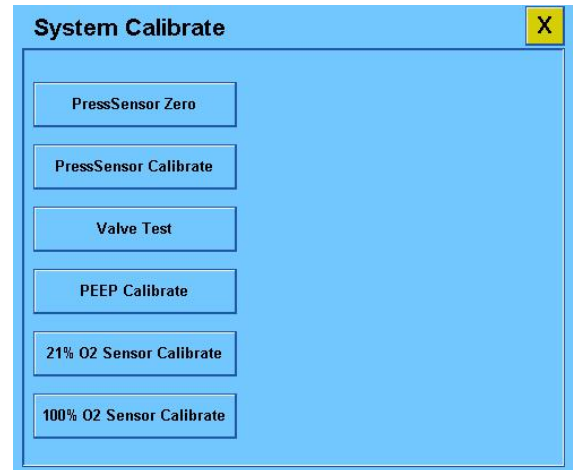 System Calibrate
X
PressSensor Zero
PressSensor Calibrate
Valve Test
PEEP Calibrate
21% O2 Sensor Calibrate
100% O2 Sensor Calibrate